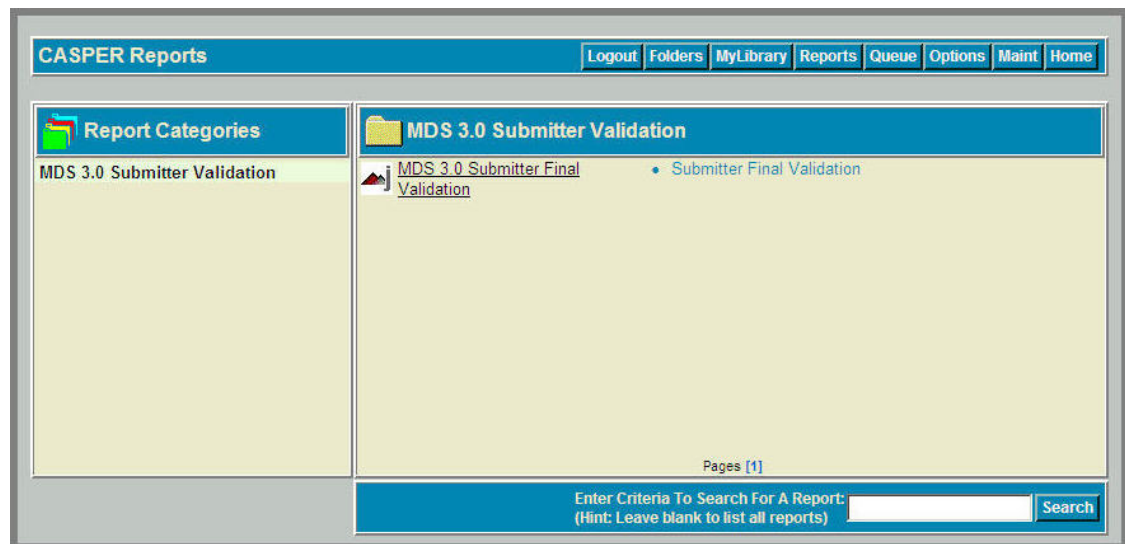 CASPER Reports
Logout Folders MyLibrary Reports Queue Options Maint Home
Report Categories
MDS 3.0 Submitter Validation
MDS 3.0 Submitter Validation
MDS 3.0 Submitter Final
Validation
• Submitter Final Validation
Pages [1]
Enter Criteria To Search For A Report:
(Hint: Leave blank to list all reports)
Search